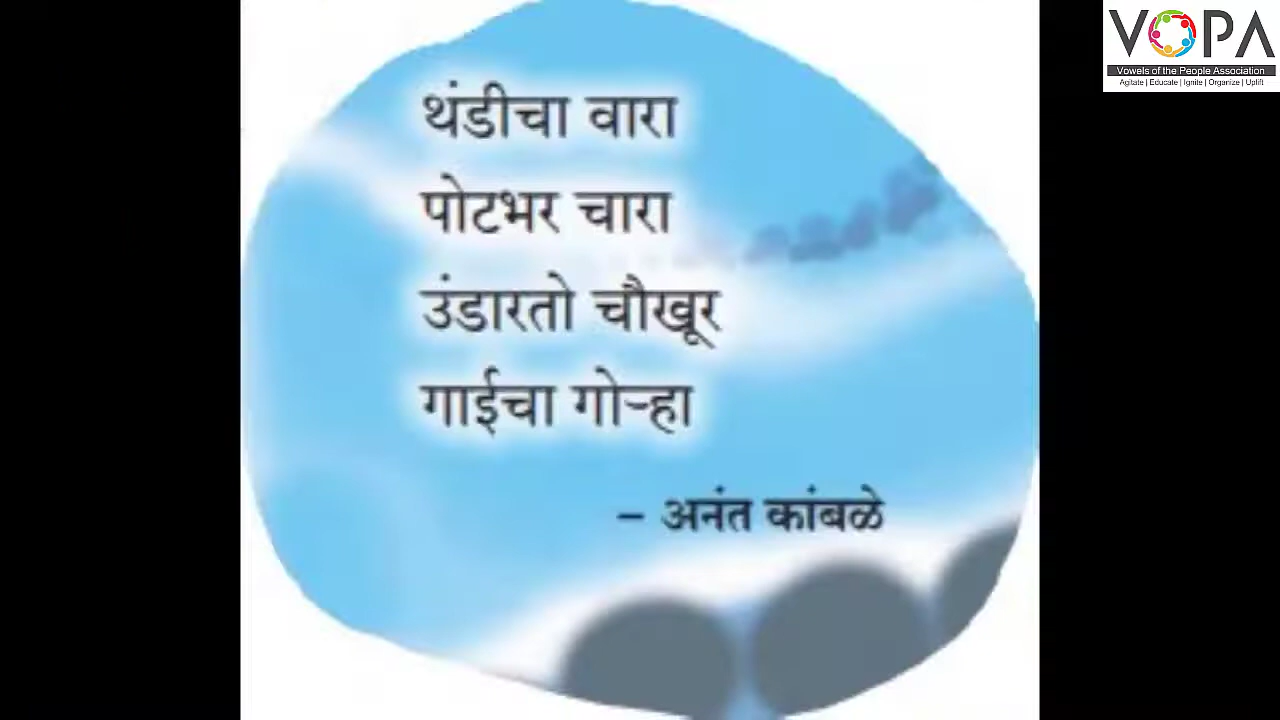 VOPA
Vowels of the People Association
Agitate | Educate | Ignite | Organize | Uplift
थंडीचा वारा
पोटभर चारा
उंडारतो चौखूर
गाईचा गोऱ्हा
– अनंत कांबळे